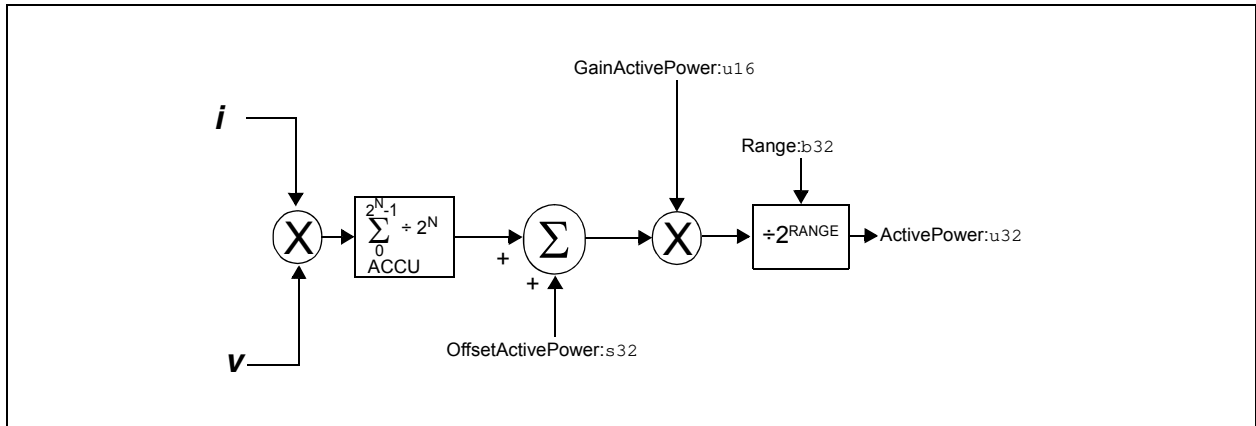 GainActivePower:u16
i
Range:b32
X
2^N-1
∑ ÷ 2^N
0
ACCU
+
+
Σ
X
÷2^RANGE
ActivePower:u32
OffsetActivePower:s32
v